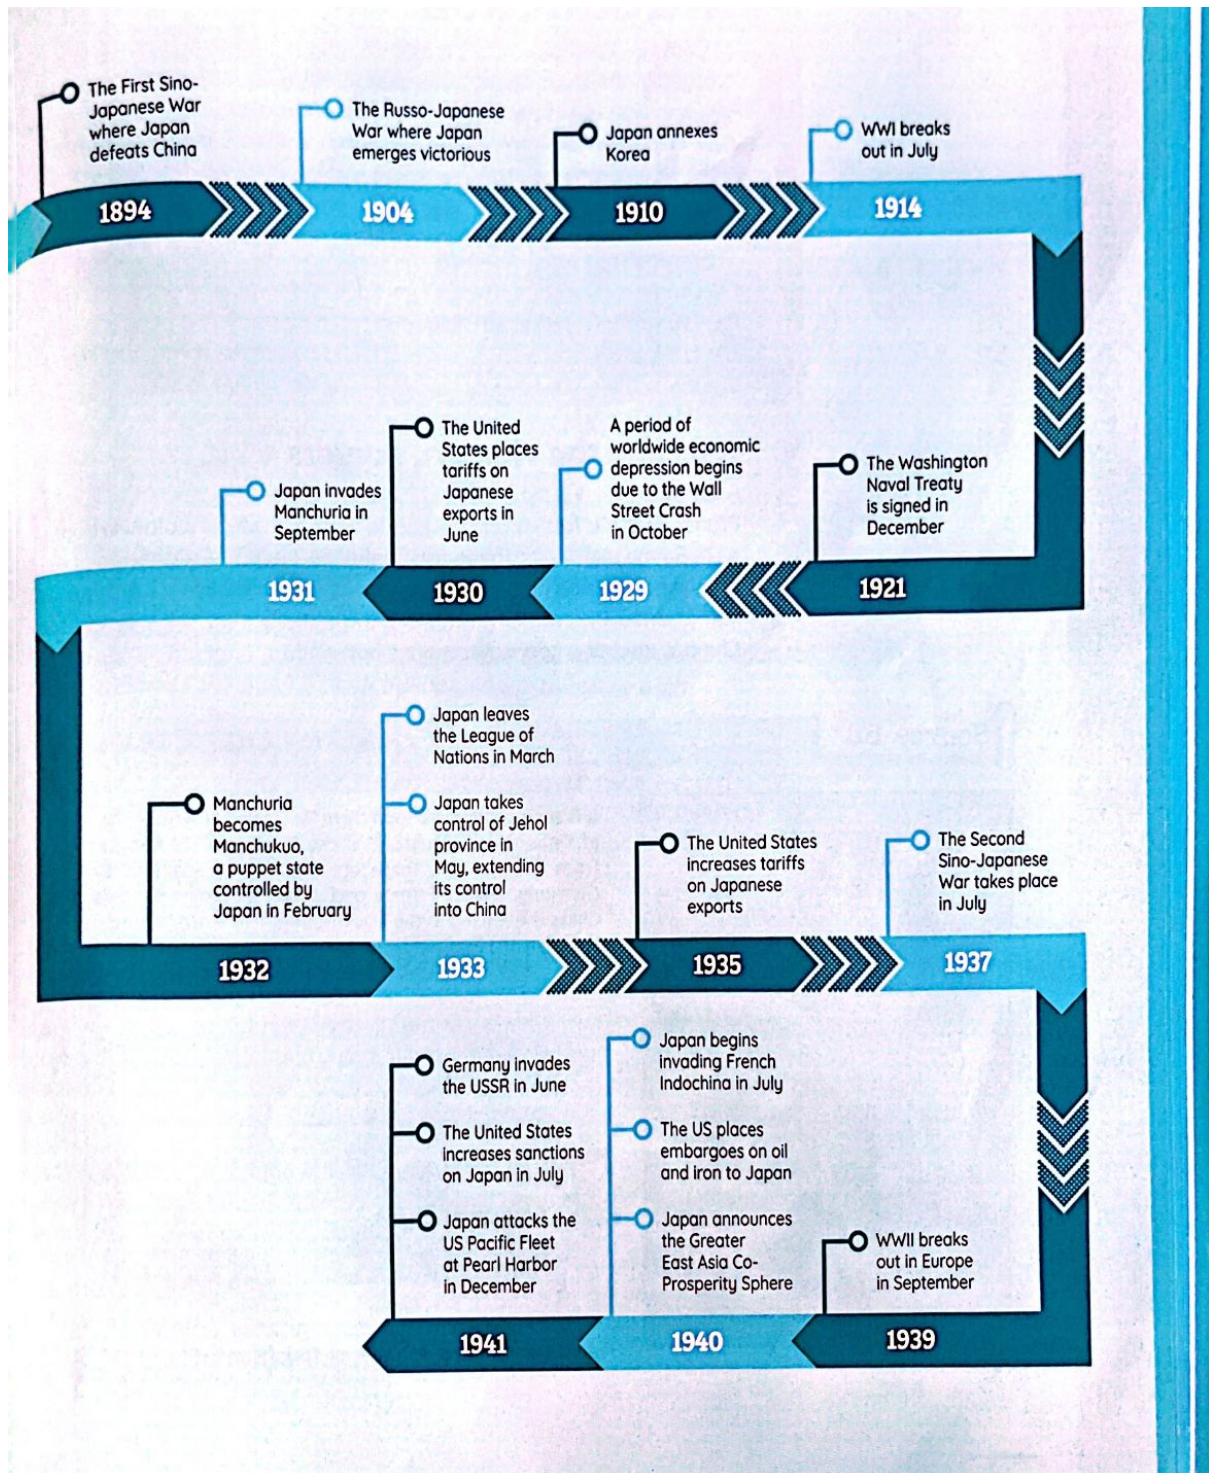 The First Sino-
Japanese War
where Japan
defeats China
1894
The Russo-Japanese
War where Japan
emerges victorious
1904
Japan annexes
Korea
1910
WWI breaks
out in July
1914
The Washington
Naval Treaty
is signed in
December
1921
A period of
worldwide economic
depression begins
due to the Wall
Street Crash
in October
1929
The United
States places
tariffs on
Japanese
exports in
June
1930
Japan invades
Manchuria in
September
1931
Manchuria
becomes
Manchukuo,
a puppet state
controlled by
Japan in February
1932
Japan leaves
the League of
Nations in March
Japan takes
control of Jehol
province in
May, extending
its control
into China
1933
The United States
increases tariffs
on Japanese
exports
1935
The Second
Sino-Japanese
War takes place
in July
1937
WWII breaks
out in Europe
in September
1939
Japan begins
invading French
Indochina in July
The US places
embargoes on oil
and iron to Japan
Japan announces
the Greater
East Asia Co-
Prosperity Sphere
1940
Germany invades
the USSR in June
The United States
increases sanctions
on Japan in July
Japan attacks the
US Pacific Fleet
at Pearl Harbor
in December
1941